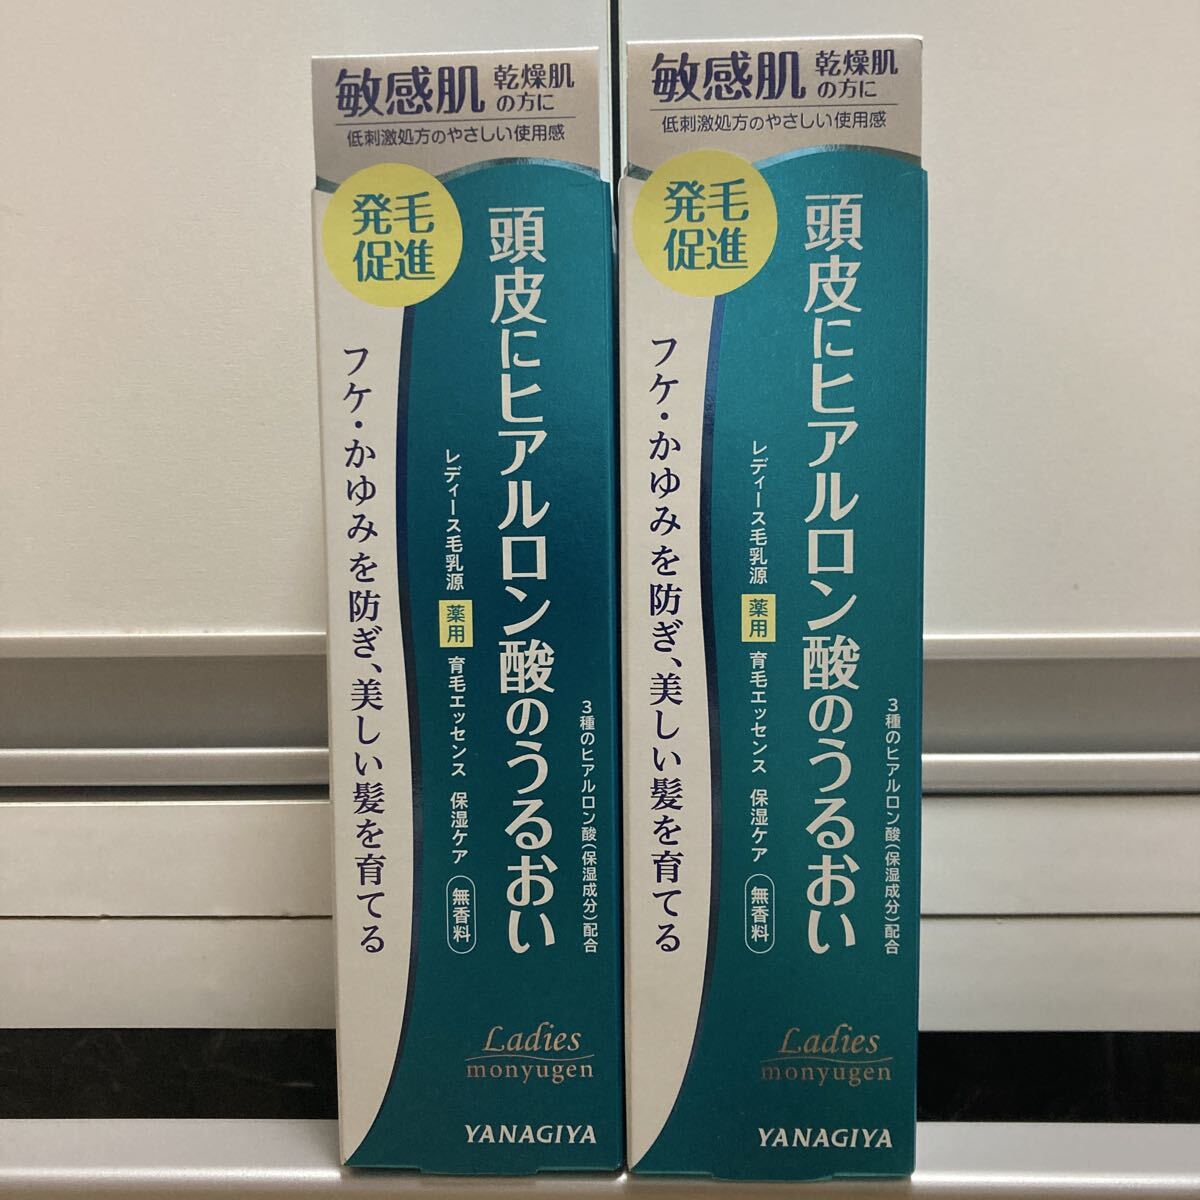 敏感肌 乾燥肌の方に
低刺激処方のやさしい使用感
発毛
促進
頭皮にヒアルロン酸のうるおい
フケ・かゆみを防ぎ、美しい髪を育てる
レディース毛乳源 薬用 育毛エッセンス 保湿ケア 無香料
3種のヒアルロン酸(保湿成分)配合
Ladies
monyugen
YANAGIYA
敏感肌 乾燥肌の方に
低刺激処方のやさしい使用感
発毛
促進
頭皮にヒアルロン酸のうるおい
フケ・かゆみを防ぎ、美しい髪を育てる
レディース毛乳源 薬用 育毛エッセンス 保湿ケア 無香料
3種のヒアルロン酸(保湿成分)配合
Ladies
monyugen
YANAGIYA